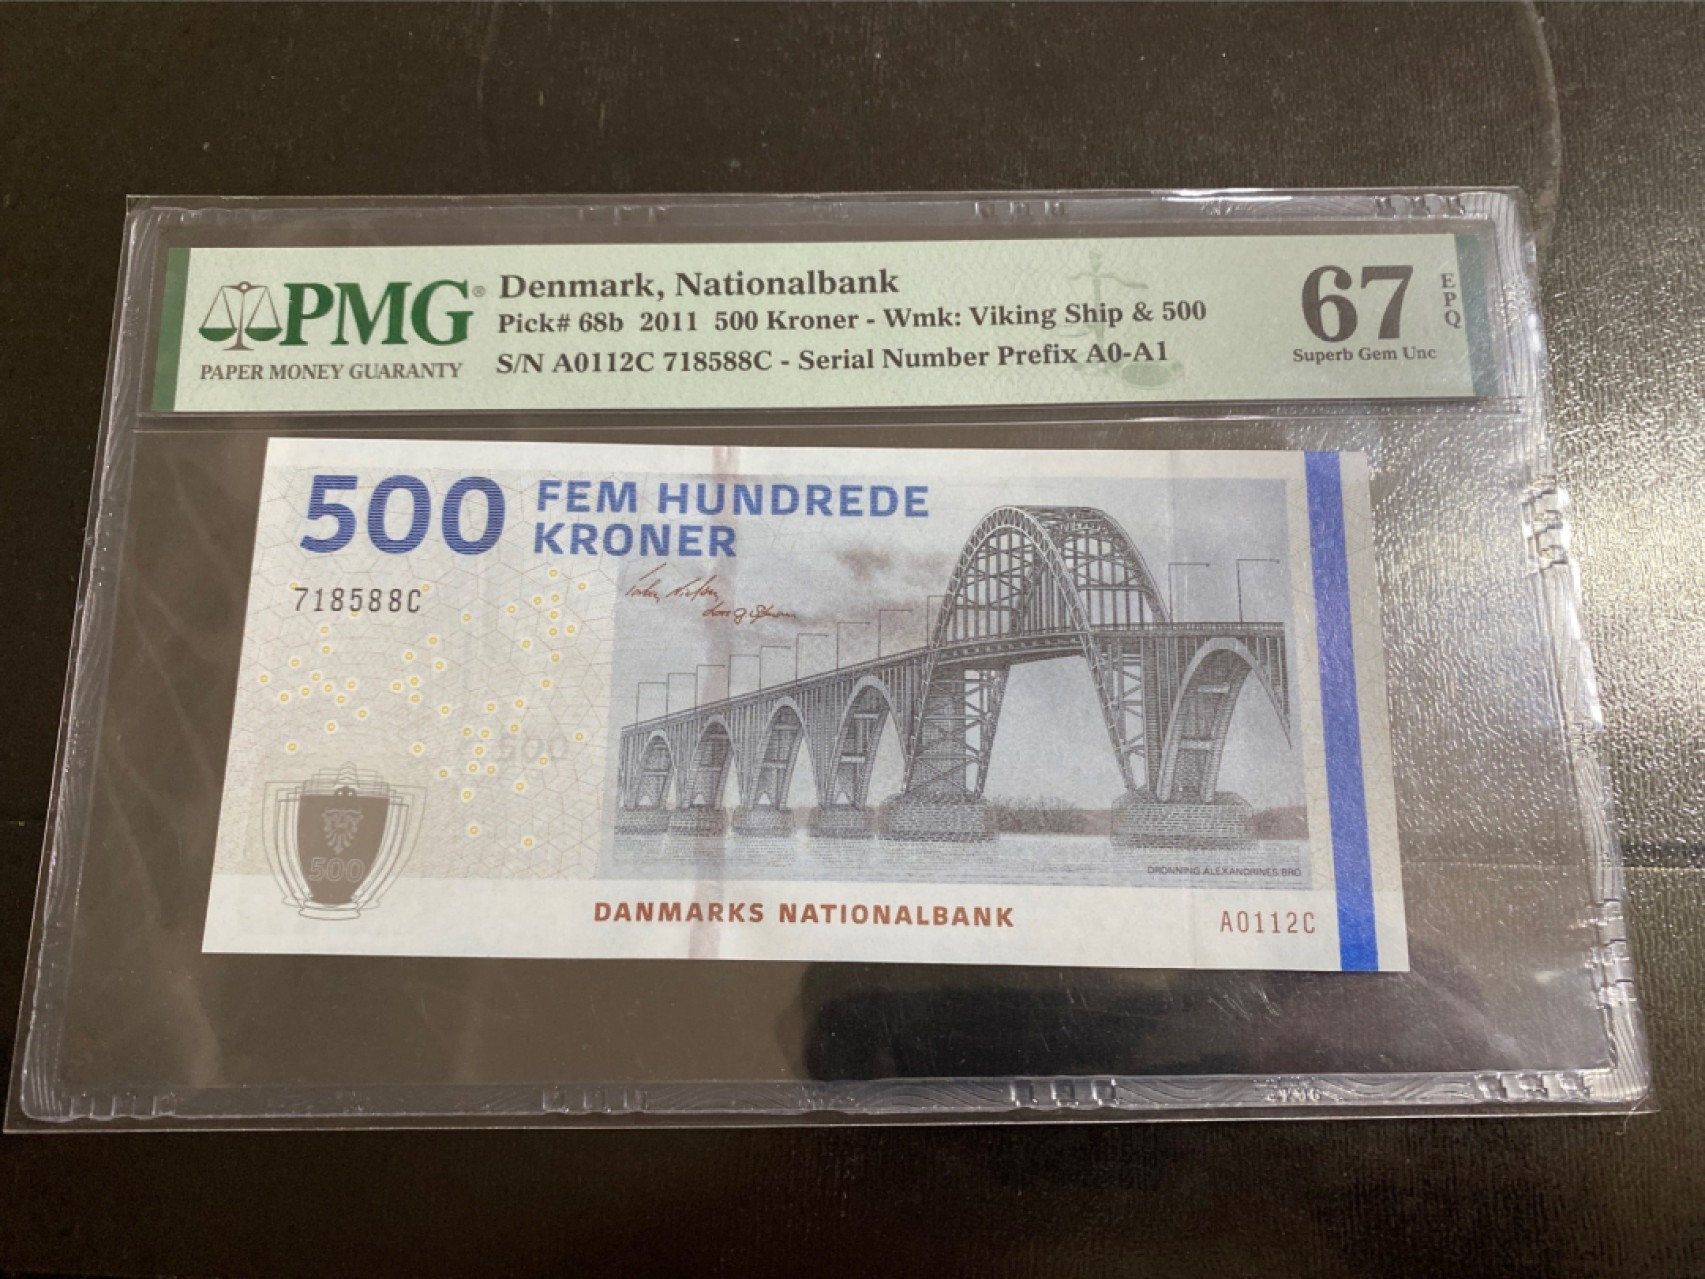 PMG®
PAPER MONEY GUARANTY
Denmark, Nationalbank
Pick# 68b 2011 500 Kroner - Wmk: Viking Ship & 500
S/N A0112C 718588C - Serial Number Prefix A0-A1
67
EPQ
Superb Gem Unc
500
FEM HUNDREDE
KRONER
718588C
500
500
DRONNING ALEXANDRINES BRO
DANMARKS NATIONALBANK
A0112C